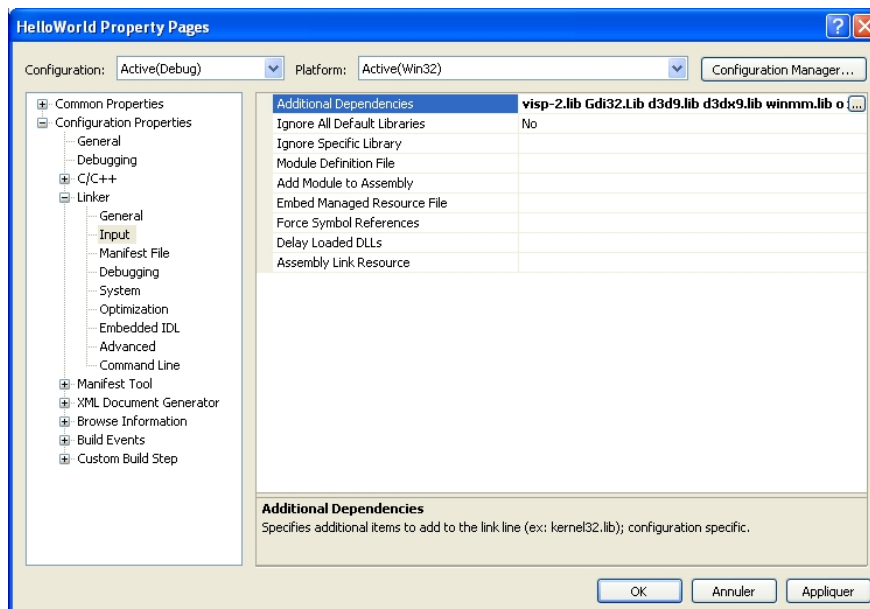 HelloWorld Property Pages
Configuration: Active(Debug) Platform: Active(Win32) Configuration Manager...
Common Properties
Configuration Properties
General
Debugging
C/C++
Linker
General
Input
Manifest File
Debugging
System
Optimization
Embedded IDL
Advanced
Command Line
Manifest Tool
XML Document Generator
Browse Information
Build Events
Custom Build Step
Additional Dependencies visp-2.lib Gdi32.Lib d3d9.lib d3dx9.lib winmm.lib o ...
Ignore All Default Libraries No
Ignore Specific Library
Module Definition File
Add Module to Assembly
Embed Managed Resource File
Force Symbol References
Delay Loaded DLLs
Assembly Link Resource
Additional Dependencies
Specifies additional items to add to the link line (ex: kernel32.lib); configuration specific.
OK Annuler Appliquer